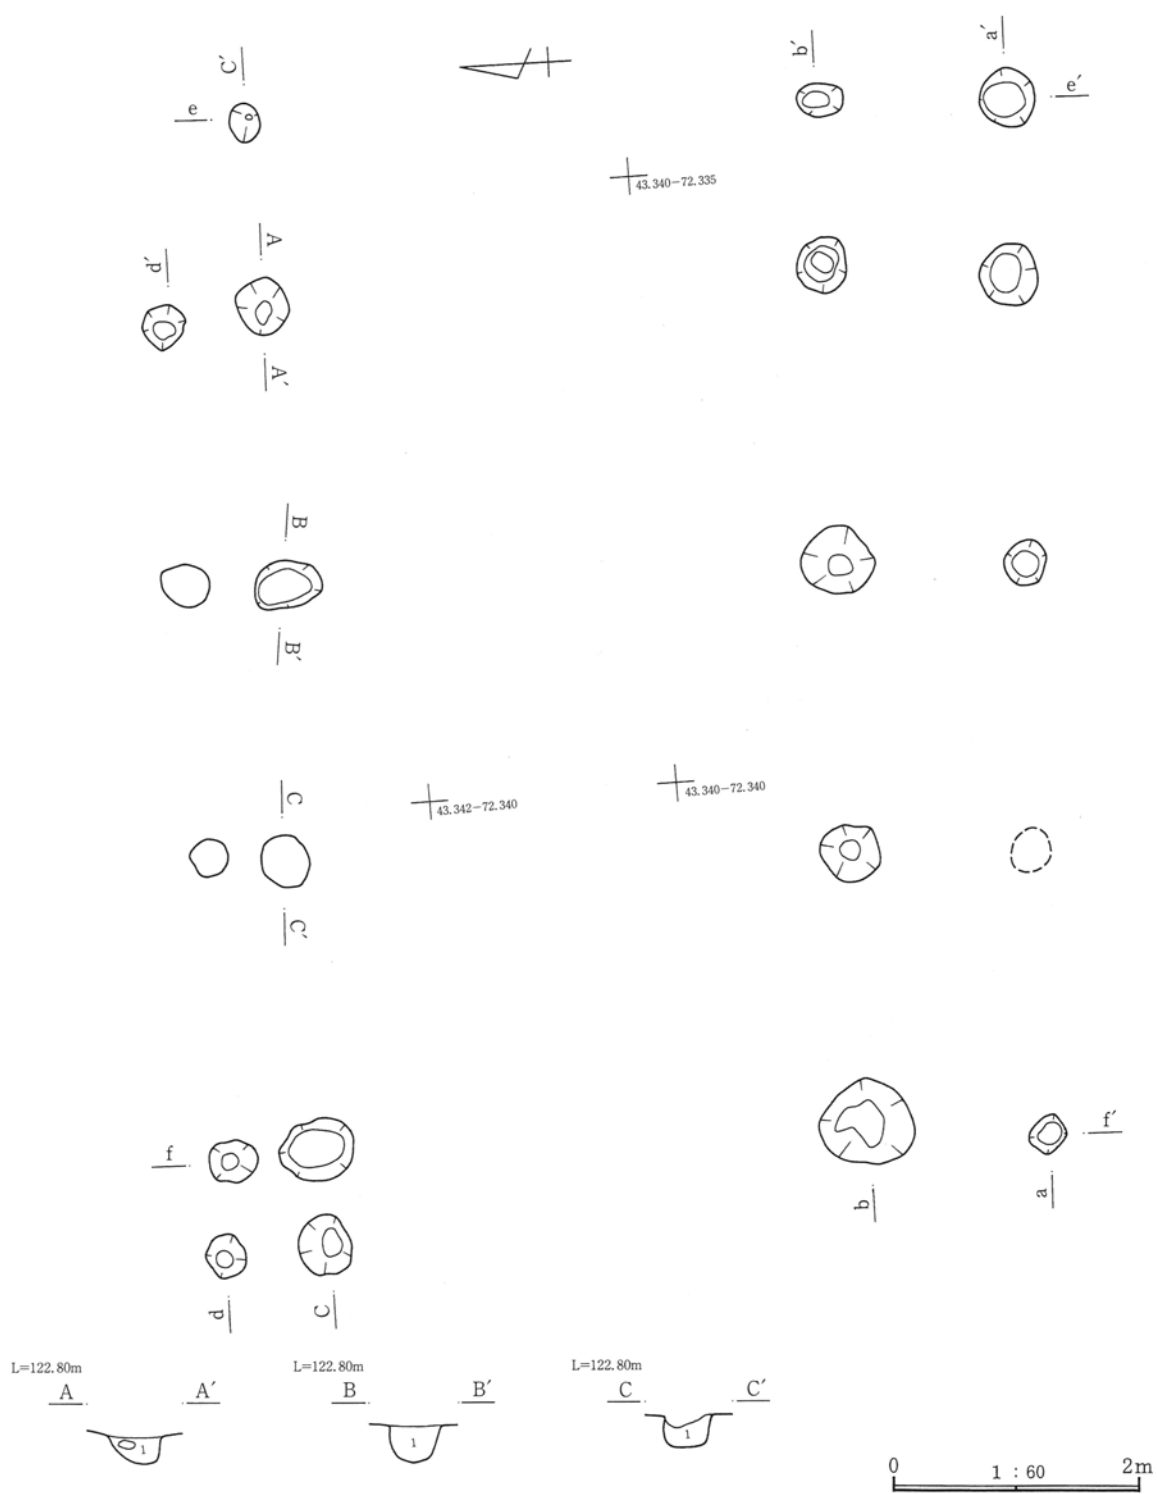 C′
b′
a′
e
e′
43.340−72.335
d′
A
A′
B
B′
C
43.342−72.340
43.340−72.340
C′
f
f′
b
a
d
C
L=122.80m
L=122.80m
L=122.80m
A A′
B B′
C C′
1
1
1
0 1 : 60 2m